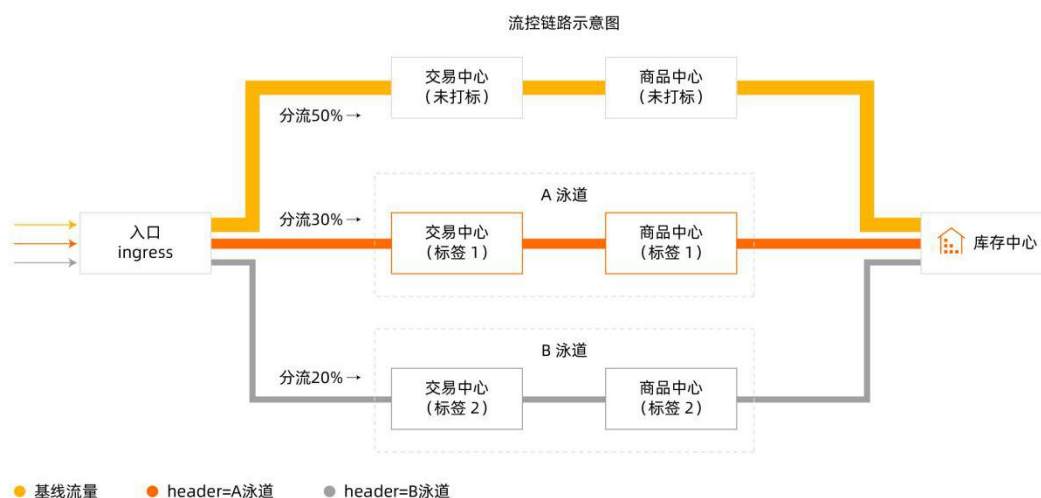 流控链路示意图
交易中心
（未打标）
商品中心
（未打标）
分流50% →
A 泳道
分流30% →
入口
ingress
交易中心
（标签 1）
商品中心
（标签 1）
库存中心
B 泳道
分流20% →
交易中心
（标签 2）
商品中心
（标签 2）
基线流量
header=A泳道
header=B泳道